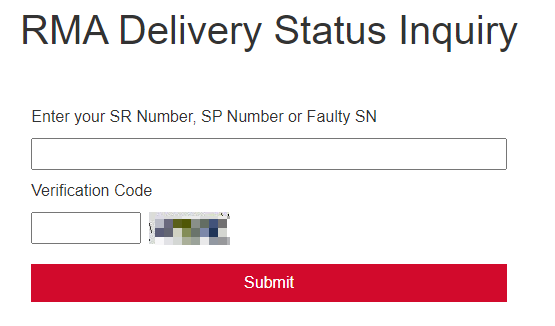 RMA Delivery Status Inquiry
Enter your SR Number, SP Number or Faulty SN
Verification Code
Submit